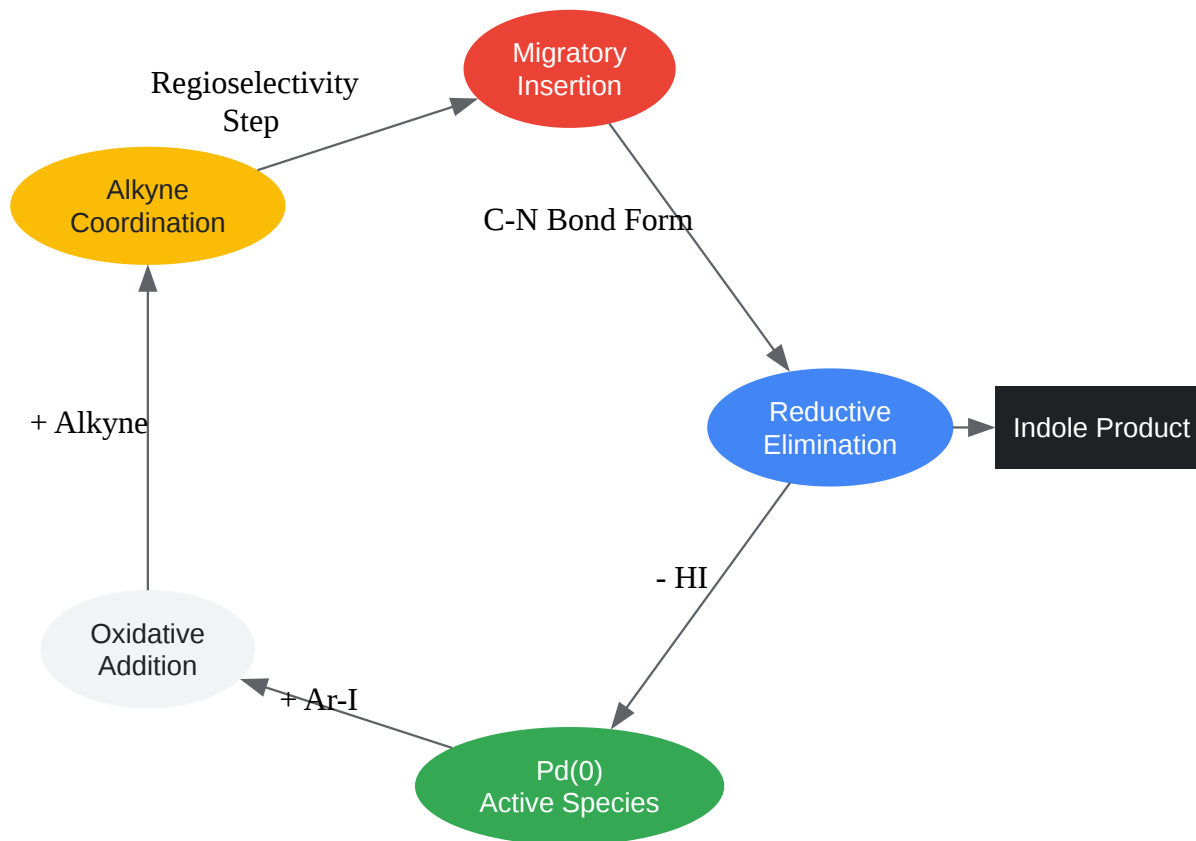 Migratory
Insertion
Regioselectivity
Step
Alkyne
Coordination
C-N Bond Form
Reductive
Elimination
Indole Product
+ Alkyne
- HI
Oxidative
Addition
+ Ar-I
Pd(0)
Active Species